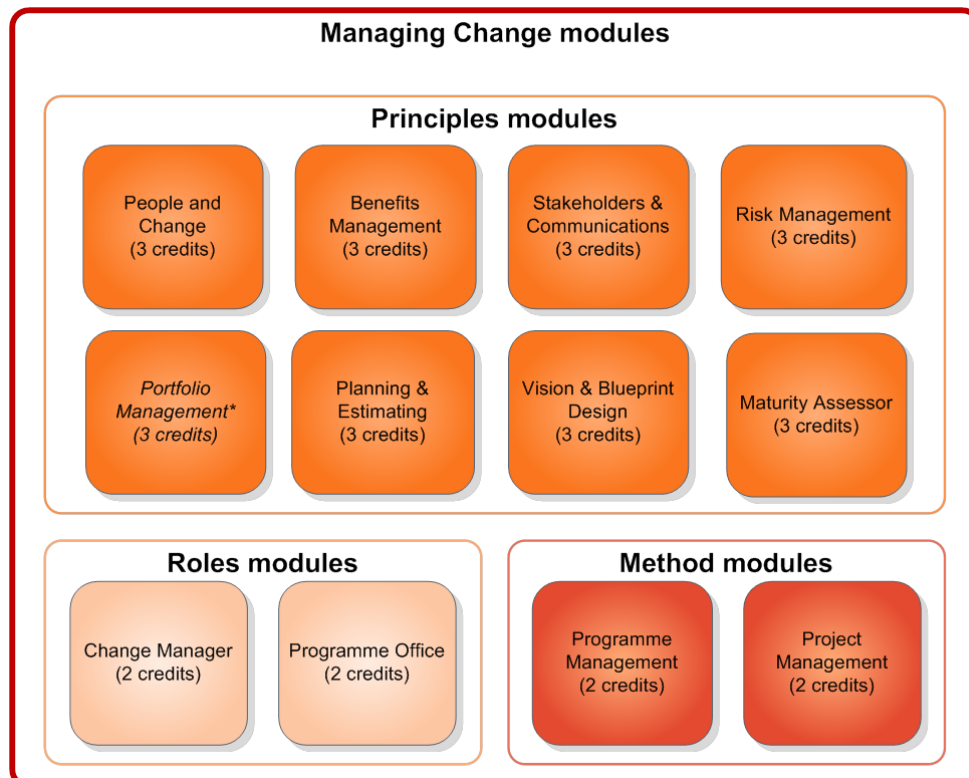 Managing Change modules
Principles modules
People and
Change
(3 credits)
Benefits
Management
(3 credits)
Stakeholders &
Communications
(3 credits)
Risk Management
(3 credits)
Portfolio
Management*
(3 credits)
Planning &
Estimating
(3 credits)
Vision & Blueprint
Design
(3 credits)
Maturity Assessor
(3 credits)
Roles modules
Change Manager
(2 credits)
Programme Office
(2 credits)
Method modules
Programme
Management
(2 credits)
Project
Management
(2 credits)